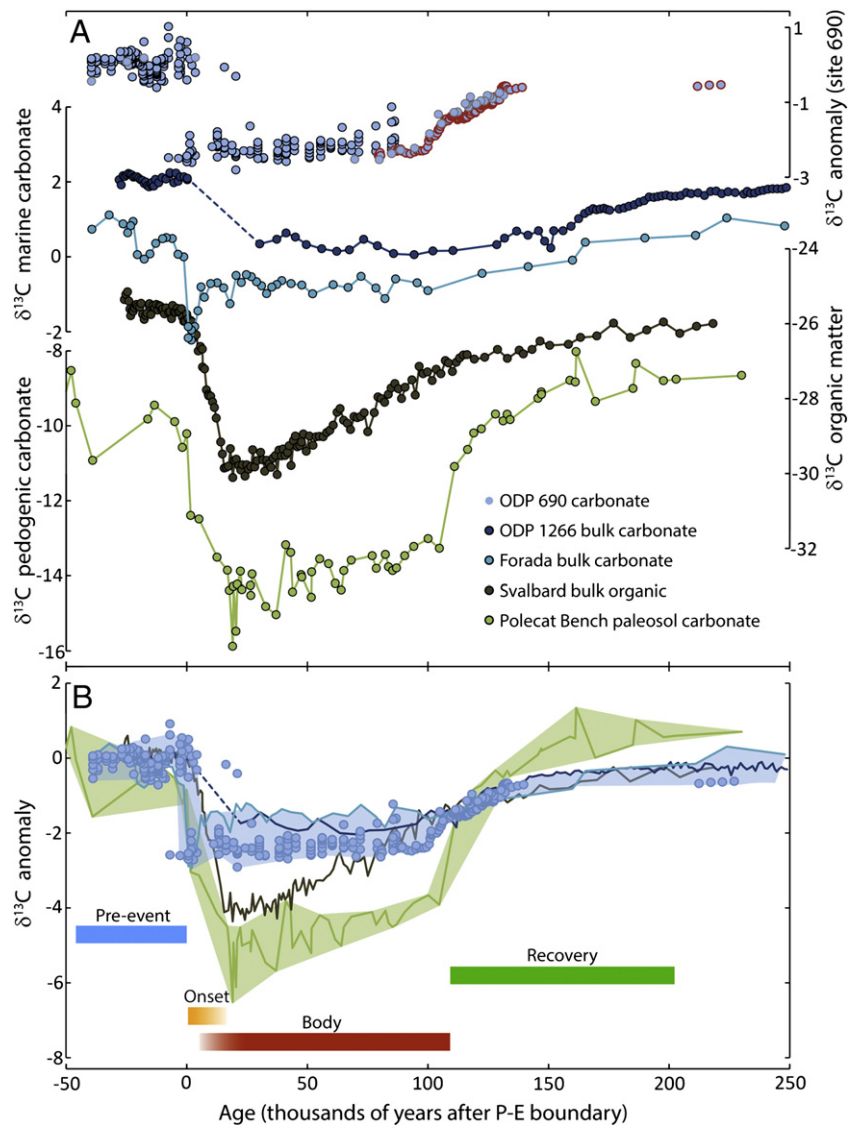 A
δ¹³C marine carbonate
4
2
0
-2
δ¹³C pedogenic carbonate
-8
-10
-12
-14
-16
1
-1
-3
δ¹³C anomaly (site 690)
-24
-26
-28
-30
-32
δ¹³C organic matter
ODP 690 carbonate
ODP 1266 bulk carbonate
Forada bulk carbonate
Svalbard bulk organic
Polecat Bench paleosol carbonate
B
δ¹³C anomaly
2
0
-2
-4
-6
-8
Pre-event
Onset
Body
Recovery
-50
0
50
100
150
200
250
Age (thousands of years after P-E boundary)